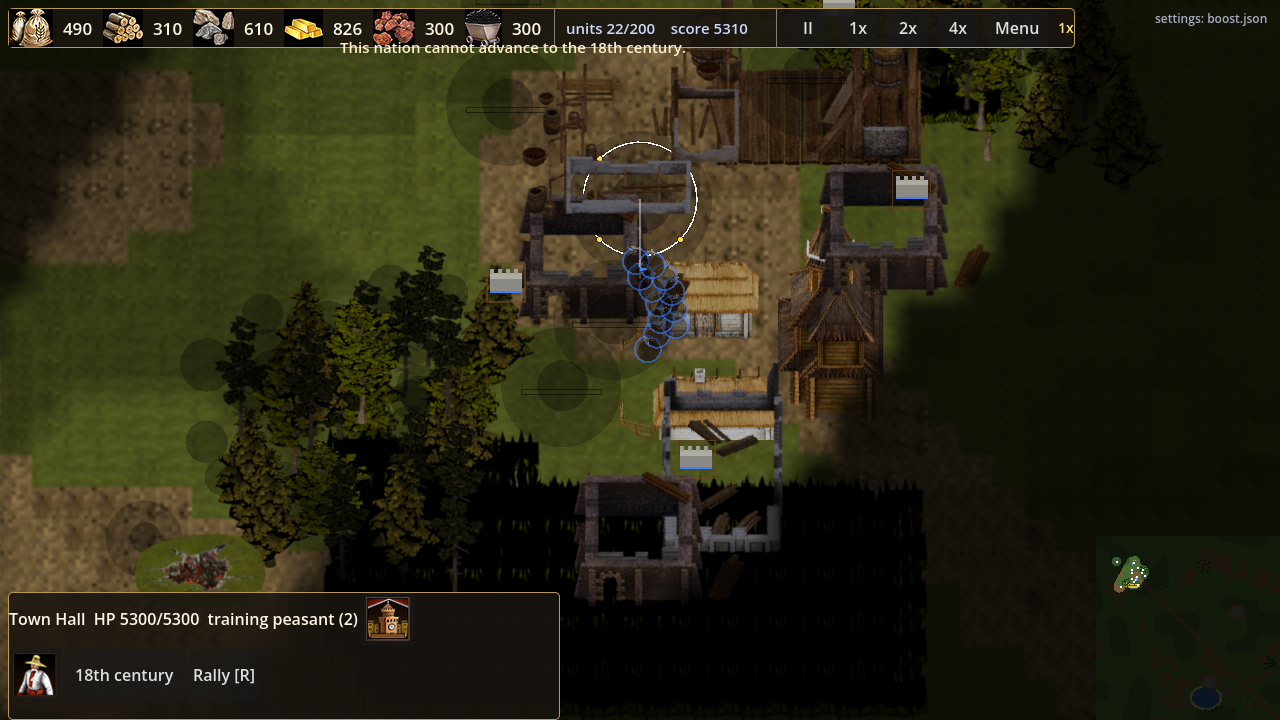 490 310 610 826 300 300 units 22/200 score 5310 II 1x 2x 4x Menu 1x
settings: boost.json
This nation cannot advance to the 18th century.
Town Hall HP 5300/5300 training peasant (2)
18th century Rally [R]